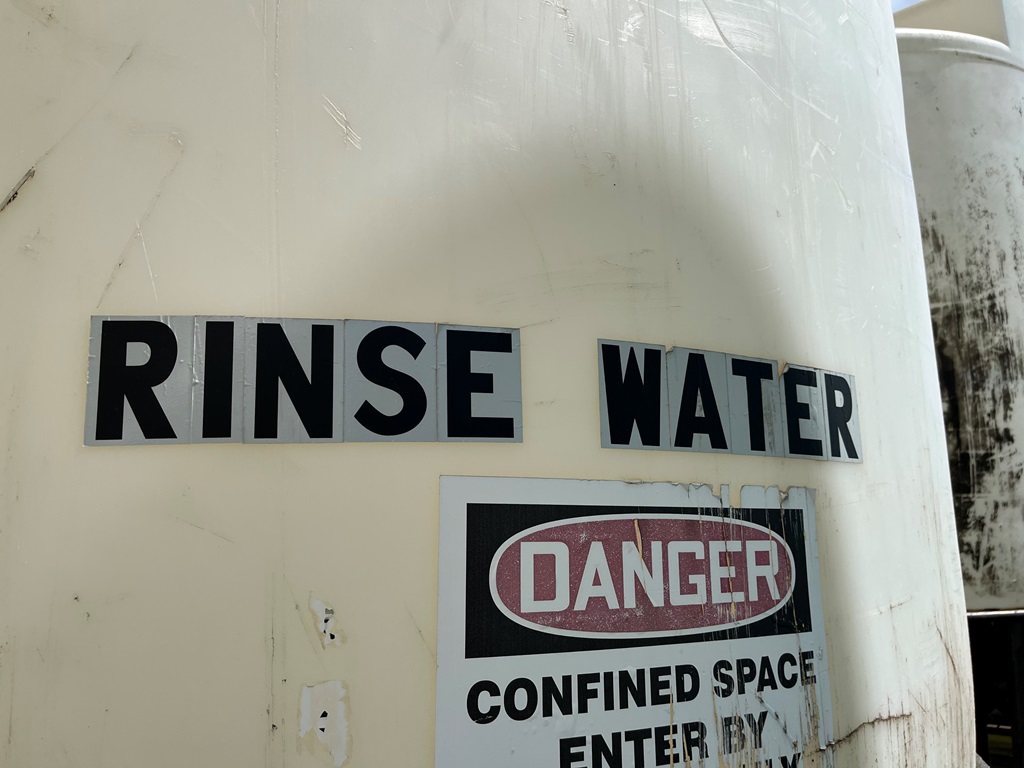 RINSE WATER
DANGER
CONFINED SPACE
ENTER BY